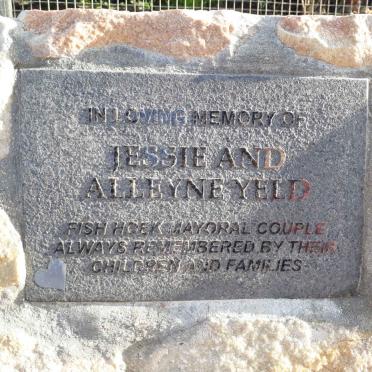 IN LOVING MEMORY OF
JESSIE AND
ALLEYNE YELD
FISH HOEK MAYORAL COUPLE
ALWAYS REMEMBERED BY THEIR
CHILDREN AND FAMILIES